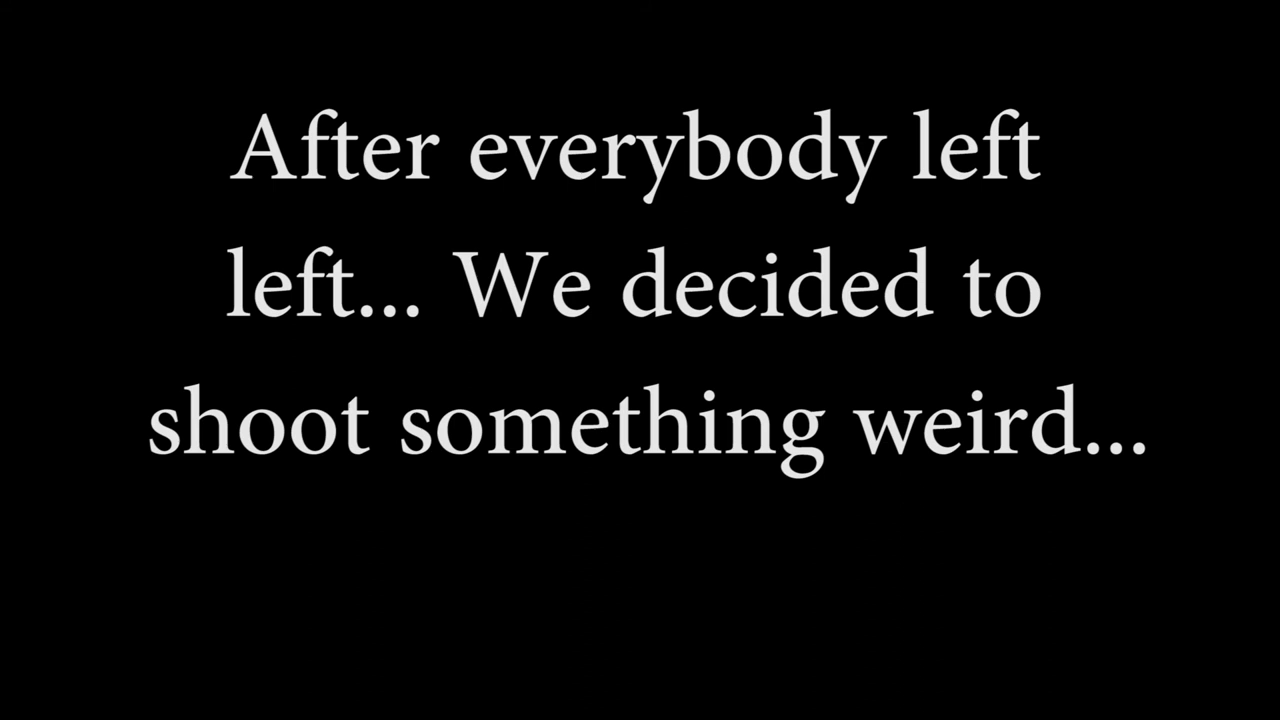 After everybody left
left... We decided to
shoot something weird...